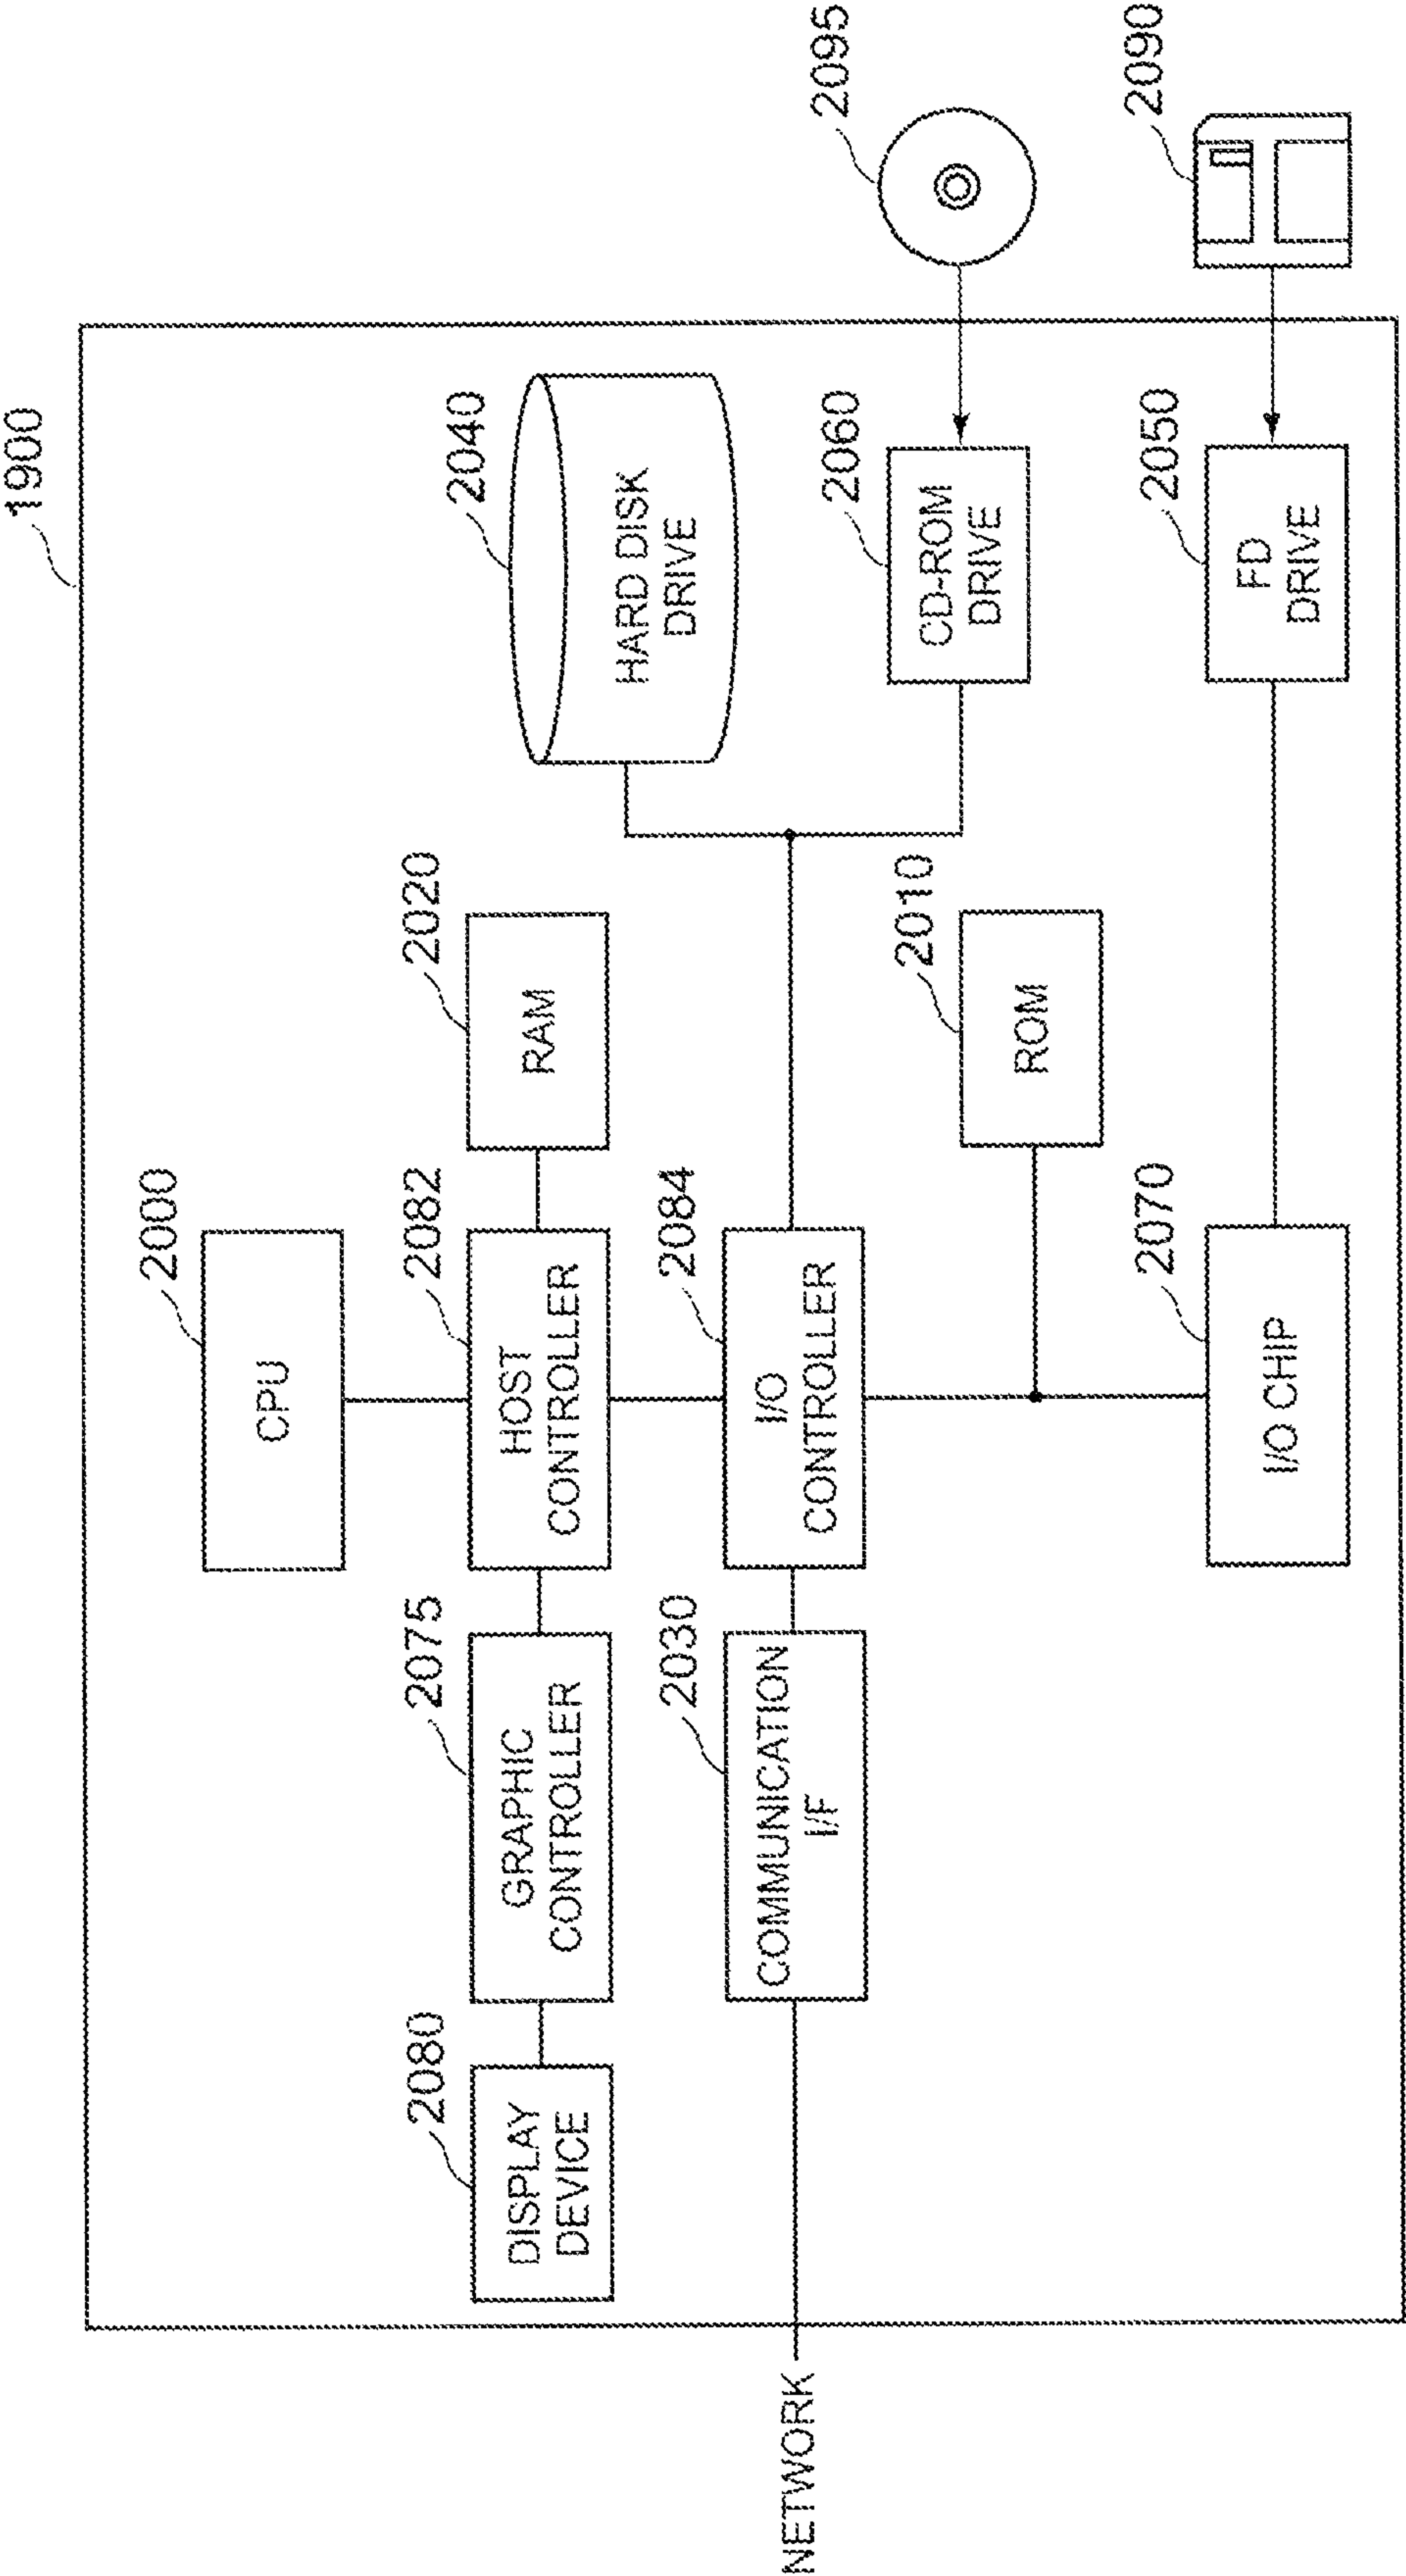 1900
2000
CPU
2080
DISPLAY
DEVICE
2075
GRAPHIC
CONTROLLER
2082
HOST
CONTROLLER
2020
RAM
2040
HARD DISK
DRIVE
NETWORK
2030
COMMUNICATION
I/F
2084
I/O
CONTROLLER
2060
CD-ROM
DRIVE
2095
2010
ROM
2070
I/O CHIP
2050
FD
DRIVE
2090